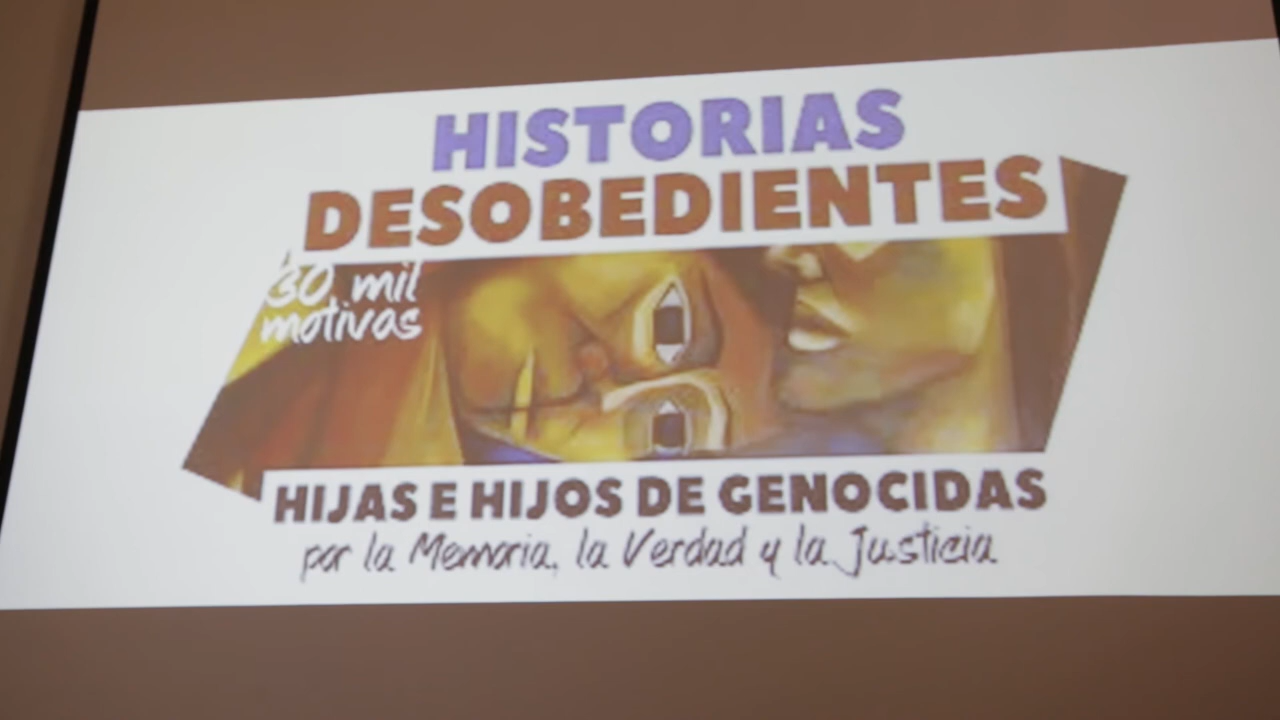 HISTORIAS
DESOBEDIENTES
30 mil
motivos
HIJAS E HIJOS DE GENOCIDAS
por la Memoria, la Verdad y la Justicia